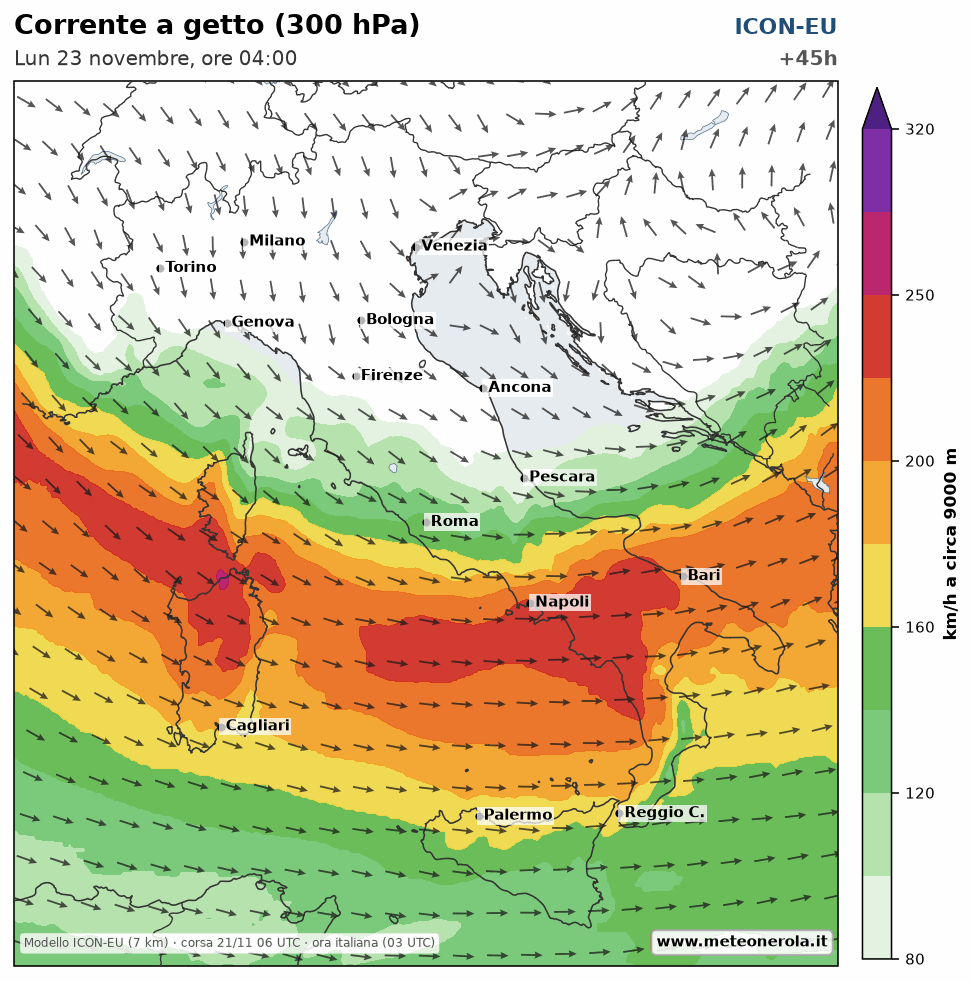 Corrente a getto (300 hPa)
ICON-EU
Lun 23 novembre, ore 04:00
+45h
Milano
Venezia
Torino
Genova
Bologna
Firenze
Ancona
Pescara
Roma
Bari
Napoli
Cagliari
Palermo
Reggio C.
320
250
200
160
120
80
km/h a circa 9000 m
Modello ICON-EU (7 km) · corsa 21/11 06 UTC · ora italiana (03 UTC)
www.meteonerola.it